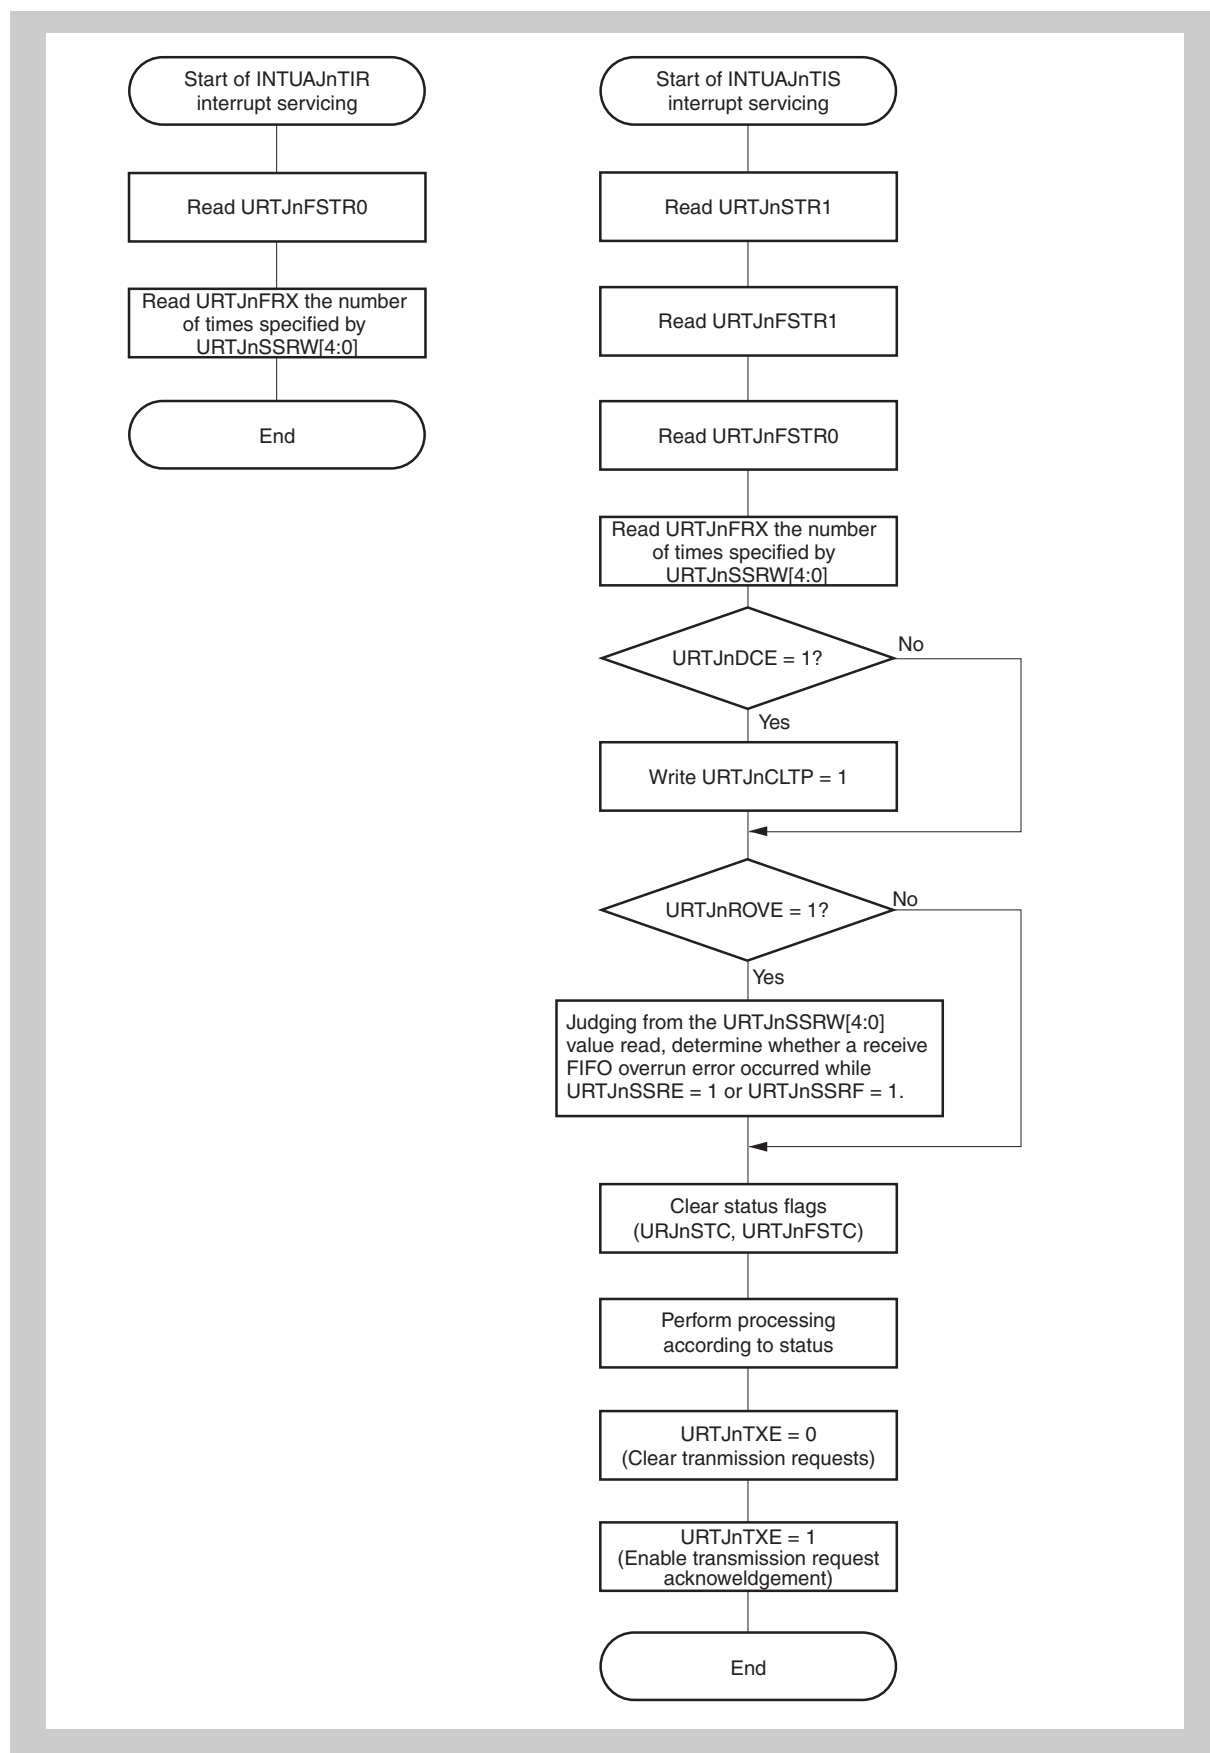 Start of INTUAJnTIR
interrupt servicing
Read URTJnFSTR0
Read URTJnFRX the number
of times specified by
URTJnSSRW[4:0]
End
Start of INTUAJnTIS
interrupt servicing
Read URTJnSTR1
Read URTJnFSTR1
Read URTJnFSTR0
Read URTJnFRX the number
of times specified by
URTJnSSRW[4:0]
URTJnDCE = 1?
No
Yes
Write URTJnCLTP = 1
URTJnROVE = 1?
No
Yes
Judging from the URTJnSSRW[4:0]
value read, determine whether a receive
FIFO overrun error occurred while
URTJnSSRE = 1 or URTJnSSRF = 1.
Clear status flags
(URJnSTC, URTJnFSTC)
Perform processing
according to status
URTJnTXE = 0
(Clear tranmission requests)
URTJnTXE = 1
(Enable transmission request
acknoweldgement)
End